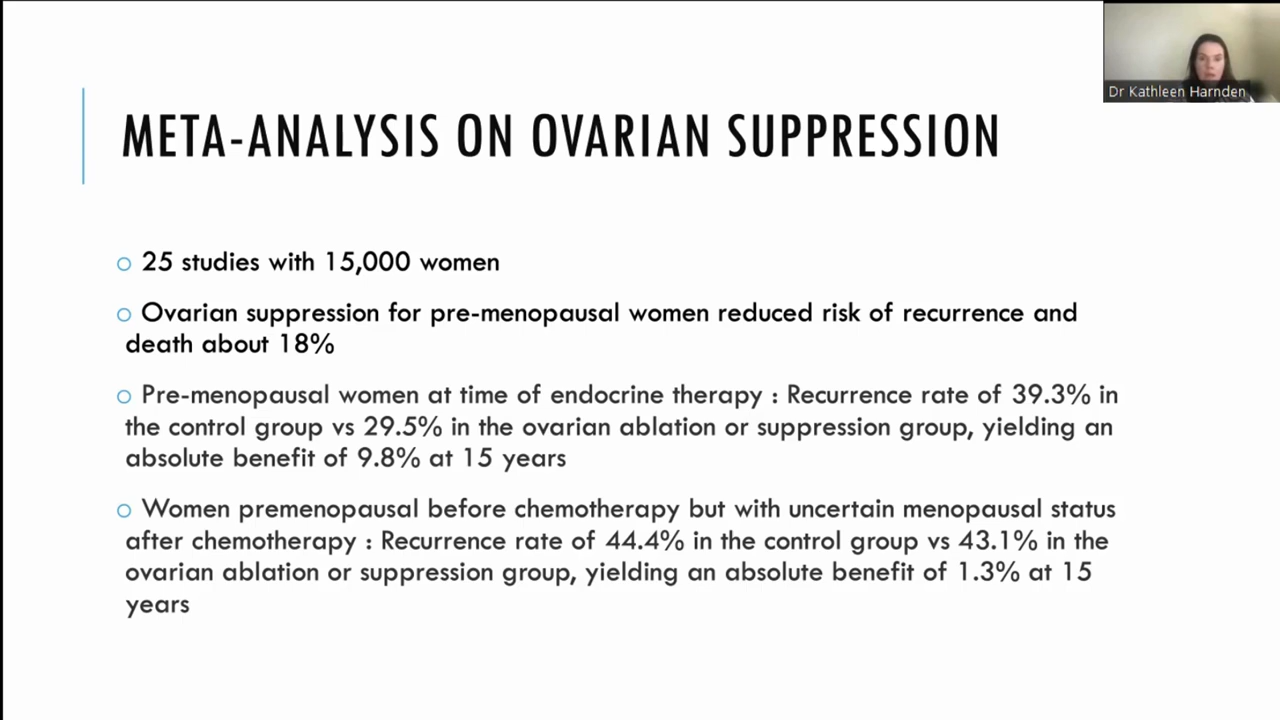 Dr Kathleen Harnden
META-ANALYSIS ON OVARIAN SUPPRESSION
25 studies with 15,000 women
Ovarian suppression for pre-menopausal women reduced risk of recurrence and
death about 18%
Pre-menopausal women at time of endocrine therapy : Recurrence rate of 39.3% in
the control group vs 29.5% in the ovarian ablation or suppression group, yielding an
absolute benefit of 9.8% at 15 years
Women premenopausal before chemotherapy but with uncertain menopausal status
after chemotherapy : Recurrence rate of 44.4% in the control group vs 43.1% in the
ovarian ablation or suppression group, yielding an absolute benefit of 1.3% at 15
years